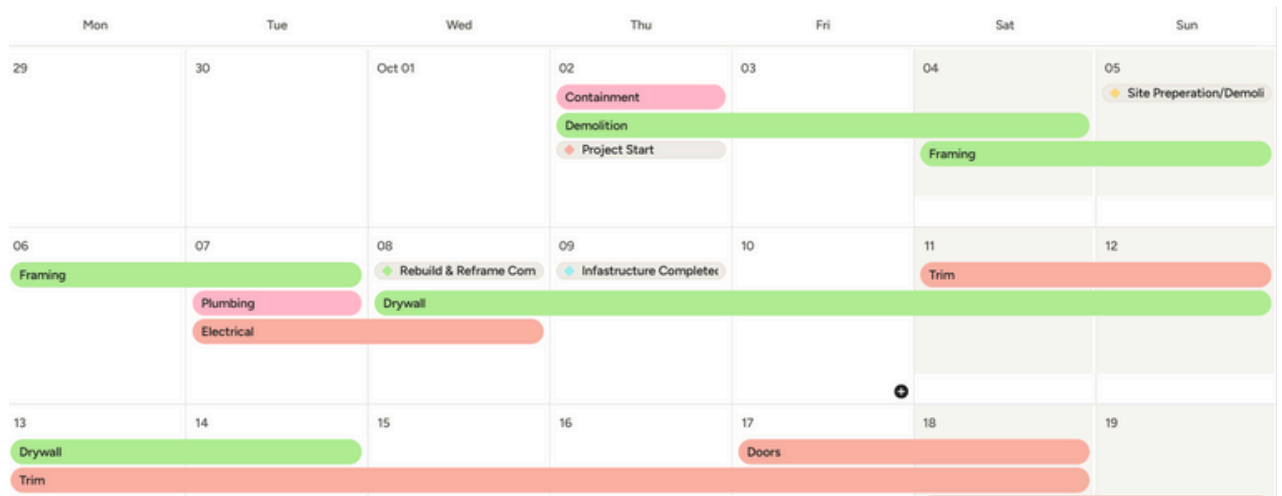 Mon Tue Wed Thu Fri Sat Sun
29 30 Oct 01 02 03 04 05
Containment
Site Preperation/Demoli
Demolition
Project Start
Framing
06 07 08 09 10 11 12
Framing
Rebuild & Reframe Com
Infastructure Completec
Trim
Plumbing
Drywall
Electrical
13 14 15 16 17 18 19
Drywall
Doors
Trim